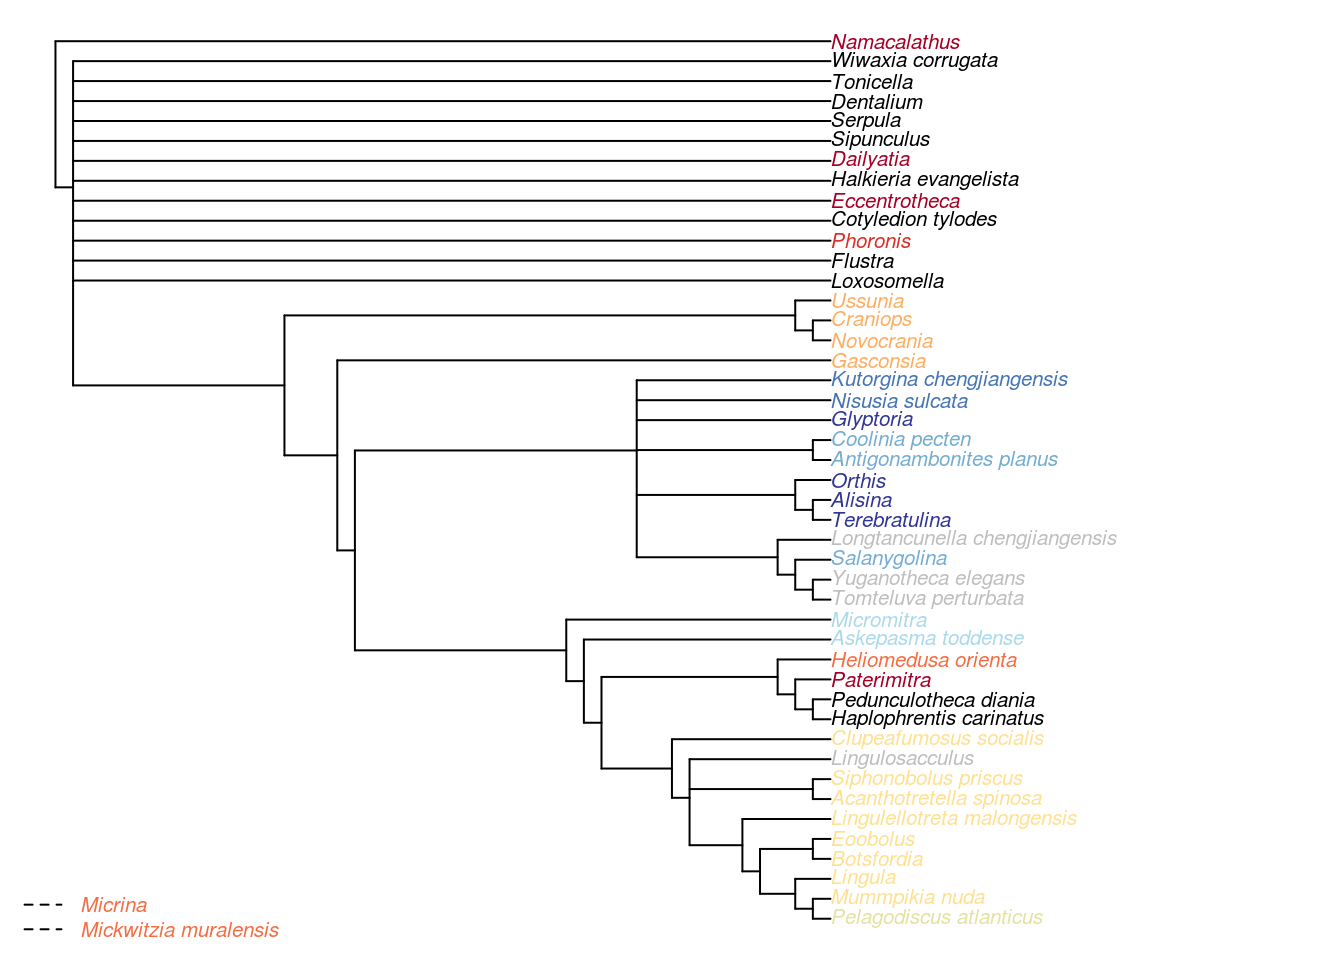 Namacalathus
Wiwaxia corrugata
Tonicella
Dentalium
Serpula
Sipunculus
Dailyatia
Halkieria evangelista
Eccentrotheca
Cotyledion tylodes
Phoronis
Flustra
Loxosomella
Ussunia
Craniops
Novocrania
Gasconsia
Kutorgina chengjiangensis
Nisusia sulcata
Glyptoria
Coolinia pecten
Antigonambonites planus
Orthis
Alisina
Terebratulina
Longtancunella chengjiangensis
Salanygolina
Yuganotheca elegans
Tomteluva perturbata
Micromitra
Askepasma toddense
Heliomedusa orienta
Paterimitra
Pedunculotheca diania
Haplophrentis carinatus
Clupeafumosus socialis
Lingulosacculus
Siphonobolus priscus
Acanthotretella spinosa
Lingulellotreta malongensis
Eoobolus
Botsfordia
Lingula
Mummpikia nuda
Pelagodiscus atlanticus
Micrina
Mickwitzia muralensis